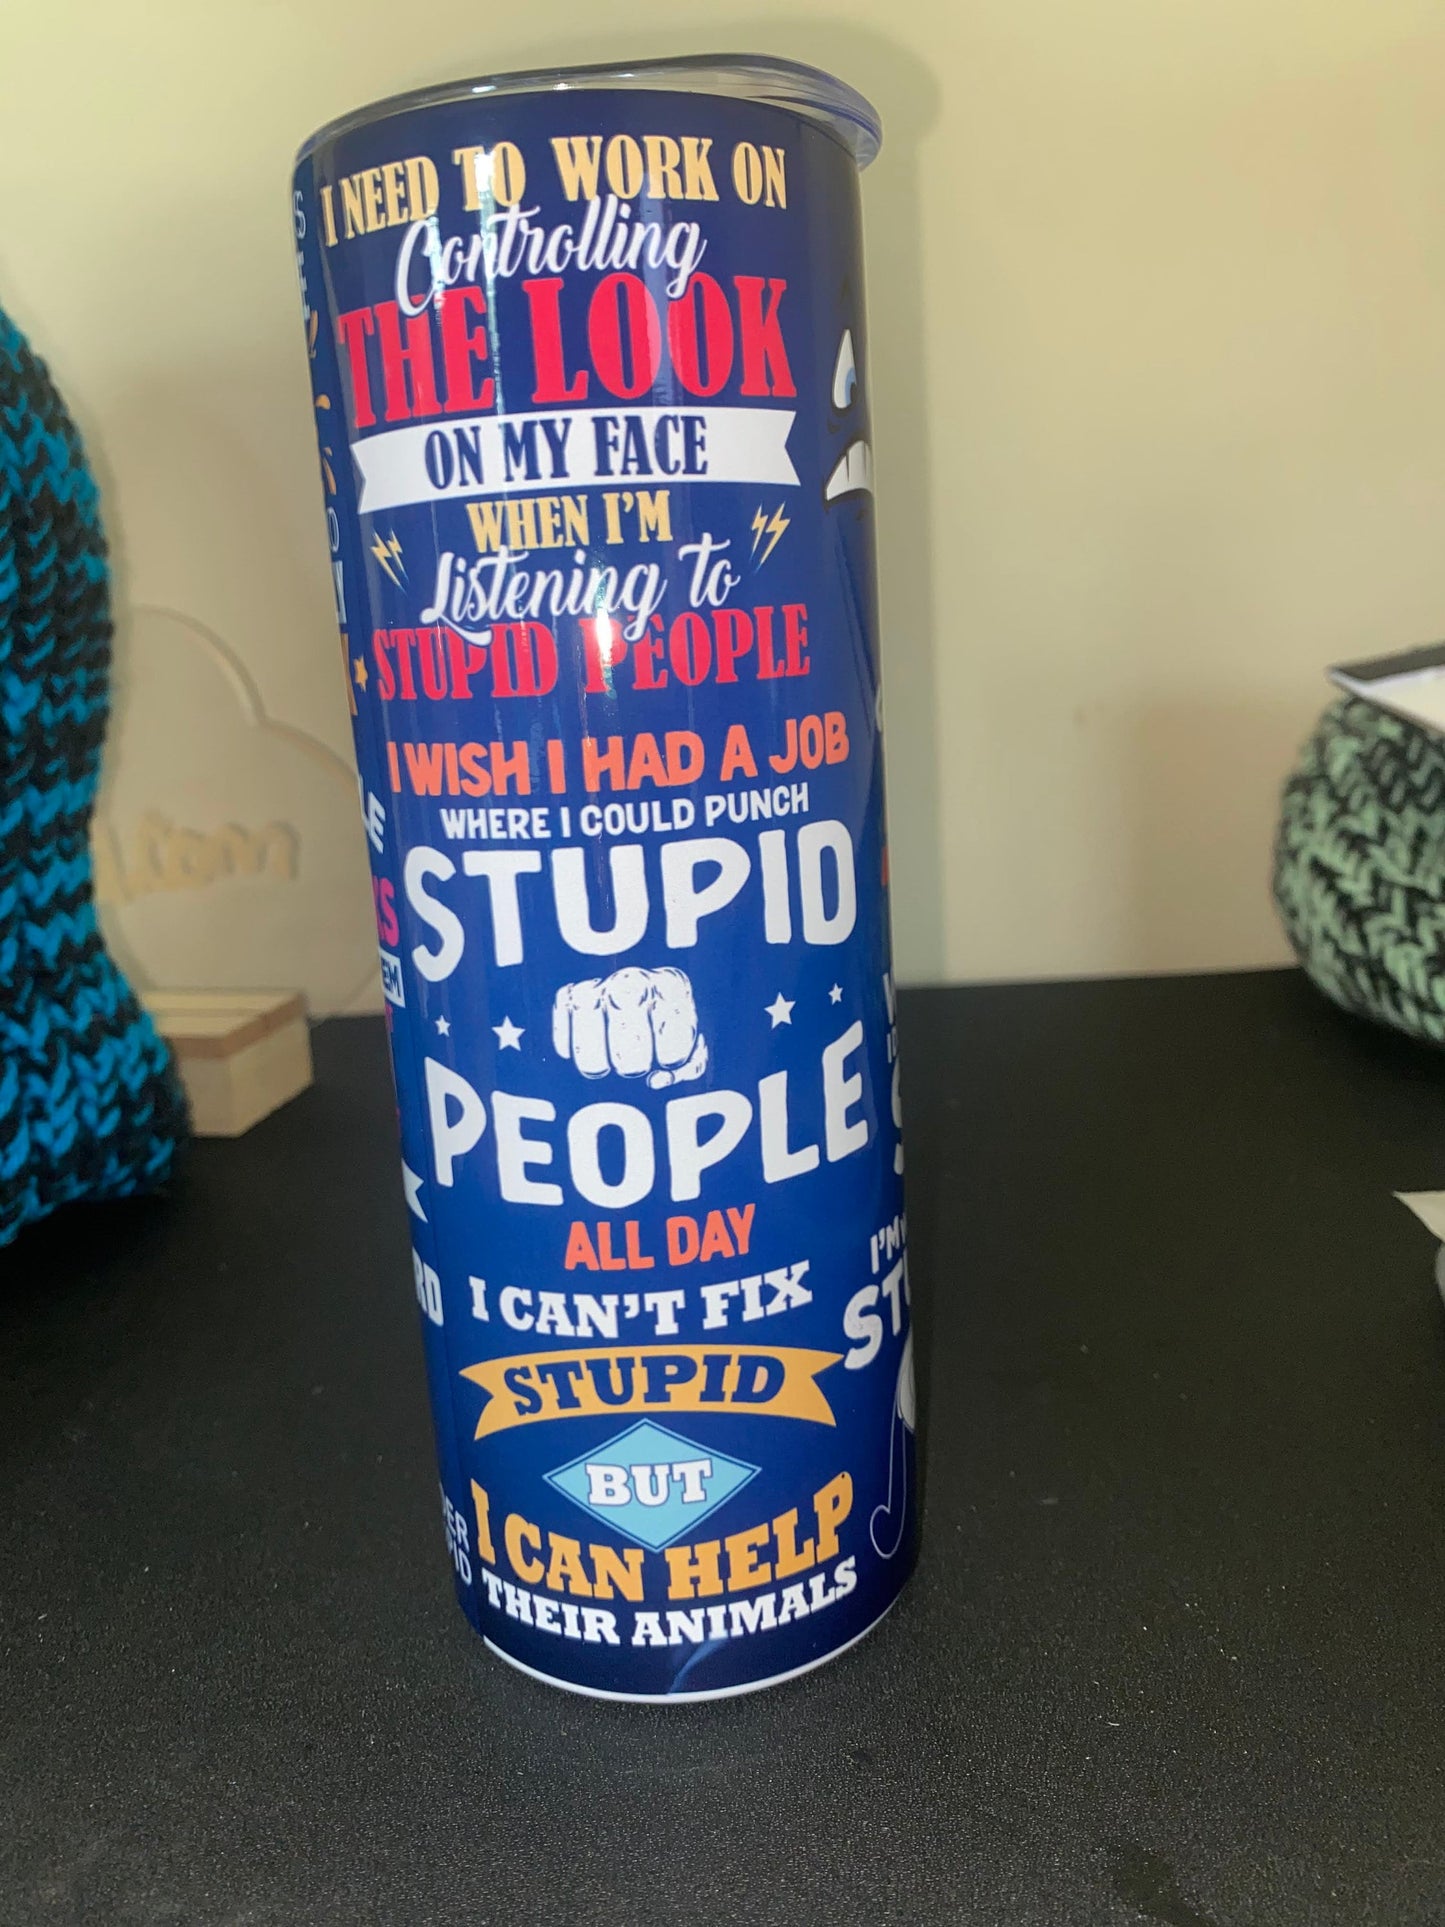 I NEED TO WORK ON
Controlling
THE LOOK
ON MY FACE
WHEN I'M
Listening to
STUPID PEOPLE
I WISH I HAD A JOB
WHERE I COULD PUNCH
STUPID
PEOPLE
ALL DAY
I CAN'T FIX
STUPID
BUT
I CAN HELP
THEIR ANIMALS
I'M